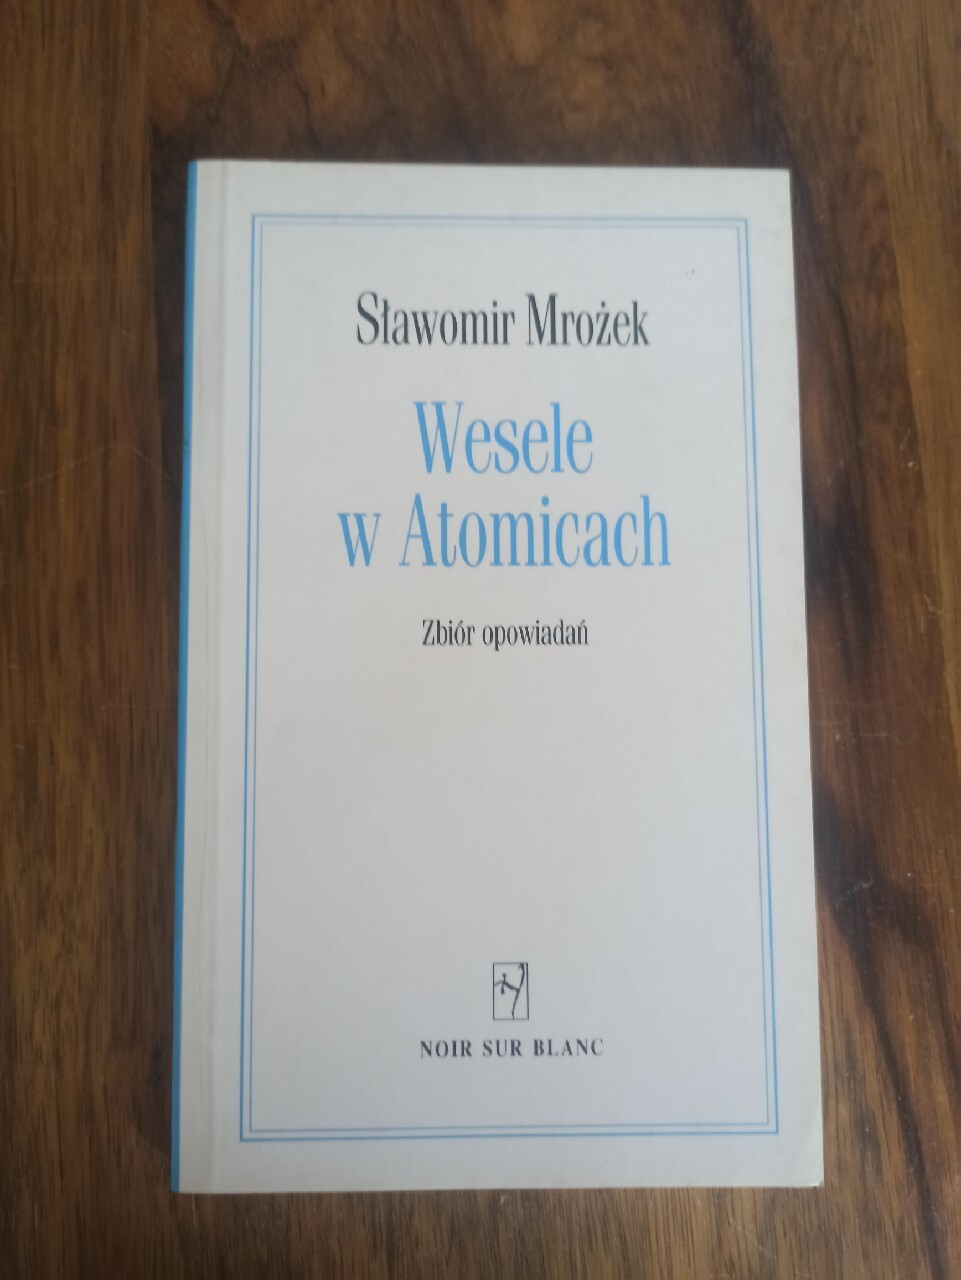 Sławomir Mrożek
Wesele
w Atomicach
Zbiór opowiadań
NOIR SUR BLANC